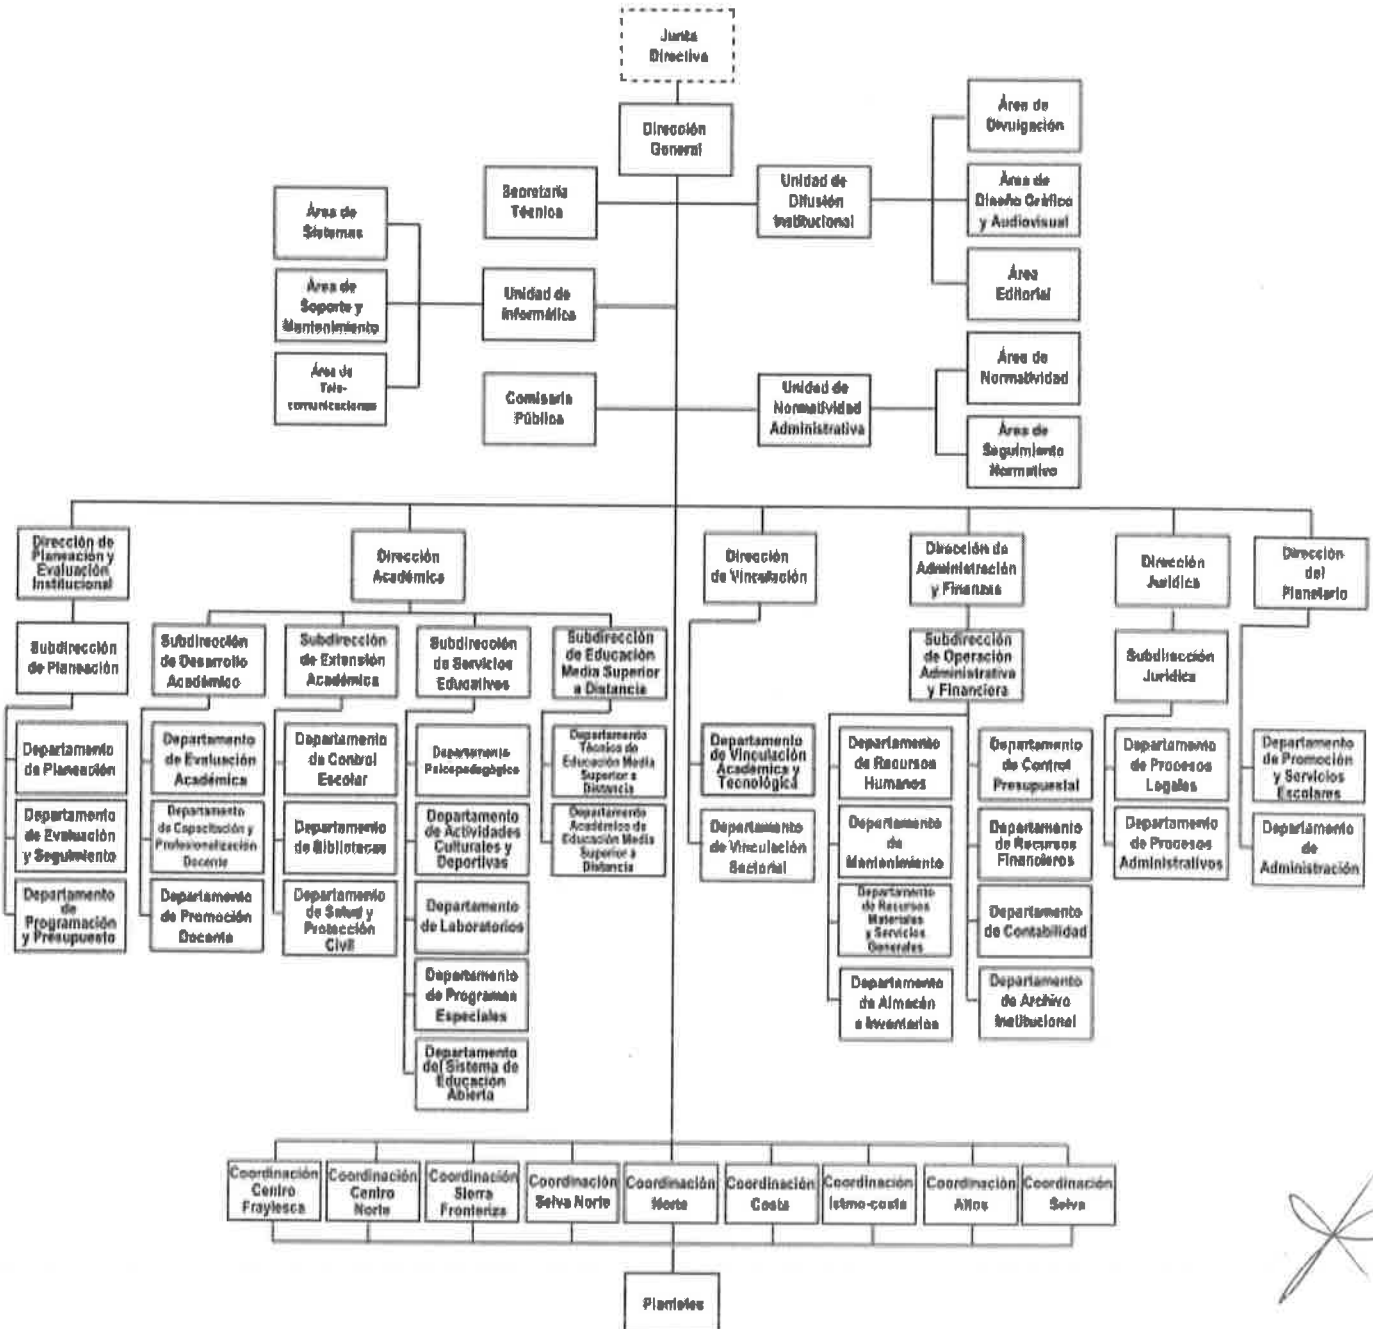 Junta
Directiva
Dirección
General
Secretaría
Técnica
Unidad de
Difusión
Institucional
Área de
Divulgación
Área de
Diseño Gráfico
y Audiovisual
Área
Editorial
Área de
Sistemas
Área de
Soporte y
Mantenimiento
Área de
Tele-
comunicaciones
Unidad de
Informática
Comisaría
Pública
Unidad de
Normatividad
Administrativa
Área de
Normatividad
Área de
Seguimiento
Normativo
Dirección de
Planeación y
Evaluación
Institucional
Dirección
Académica
Dirección
de Vinculación
Dirección de
Administración
y Finanzas
Dirección
Jurídica
Dirección
del
Planetario
Subdirección
de Planeación
Subdirección
de Desarrollo
Académico
Subdirección
de Extensión
Académica
Subdirección
de Servicios
Educativos
Subdirección
de Educación
Media Superior
a Distancia
Subdirección
de Operación
Administrativa
y Financiera
Subdirección
Jurídica
Departamento
de Planeación
Departamento
de Evaluación
y Seguimiento
Departamento
de
Programación
y Presupuesto
Departamento
de Evaluación
Académica
Departamento
de Capacitación y
Profesionalización
Docente
Departamento
de Promoción
Docente
Departamento
de Control
Escolar
Departamento
de Bibliotecas
Departamento
de Salud y
Protección
Civil
Departamento
Psicopedagógico
Departamento
de Actividades
Culturales y
Deportivas
Departamento
de Laboratorios
Departamento
de Programas
Especiales
Departamento
del Sistema de
Educación
Abierta
Departamento
Técnico de
Educación Media
Superior a
Distancia
Departamento
Académico de
Educación Media
Superior a
Distancia
Departamento
de Vinculación
Académica y
Tecnológica
Departamento
de Vinculación
Sectorial
Departamento
de Recursos
Humanos
Departamento
de
Mantenimiento
Departamento
de Recursos
Materiales
y Servicios
Generales
Departamento
de Almacén
e Inventarios
Departamento
de Control
Presupuestal
Departamento
de Recursos
Financieros
Departamento
de Contabilidad
Departamento
de Archivo
Institucional
Departamento
de Procesos
Legales
Departamento
de Procesos
Administrativos
Departamento
de Promoción
y Servicios
Escolares
Departamento
de
Administración
Coordinación
Centro
Fraylesca
Coordinación
Centro
Norte
Coordinación
Sierra
Fronteriza
Coordinación
Selva Norte
Coordinación
Norte
Coordinación
Costa
Coordinación
Istmo-costa
Coordinación
Altos
Coordinación
Selva
Planteles